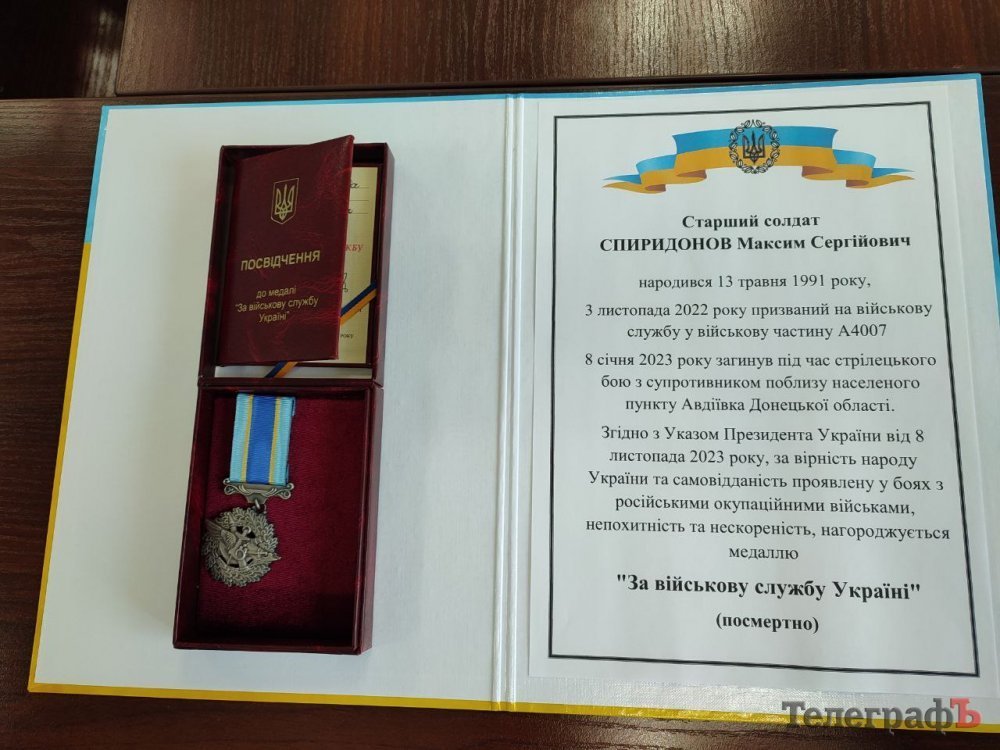 ПОСВІДЧЕННЯ
до медалі
"За військову службу
Україні"
Старший солдат
СПИРИДОНОВ Максим Сергійович
народився 13 травня 1991 року,
3 листопада 2022 року призваний на військову
службу у військову частину А4007
8 січня 2023 року загинув під час стрілецького
бою з супротивником поблизу населеного
пункту Авдіївка Донецької області.
Згідно з Указом Президента України від 8
листопада 2023 року, за вірність народу
України та самовідданість проявлену у боях з
російськими окупаційними військами,
непохитність та нескореність, нагороджується
медаллю
"За військову службу Україні"
(посмертно)
ТелеграфЪ